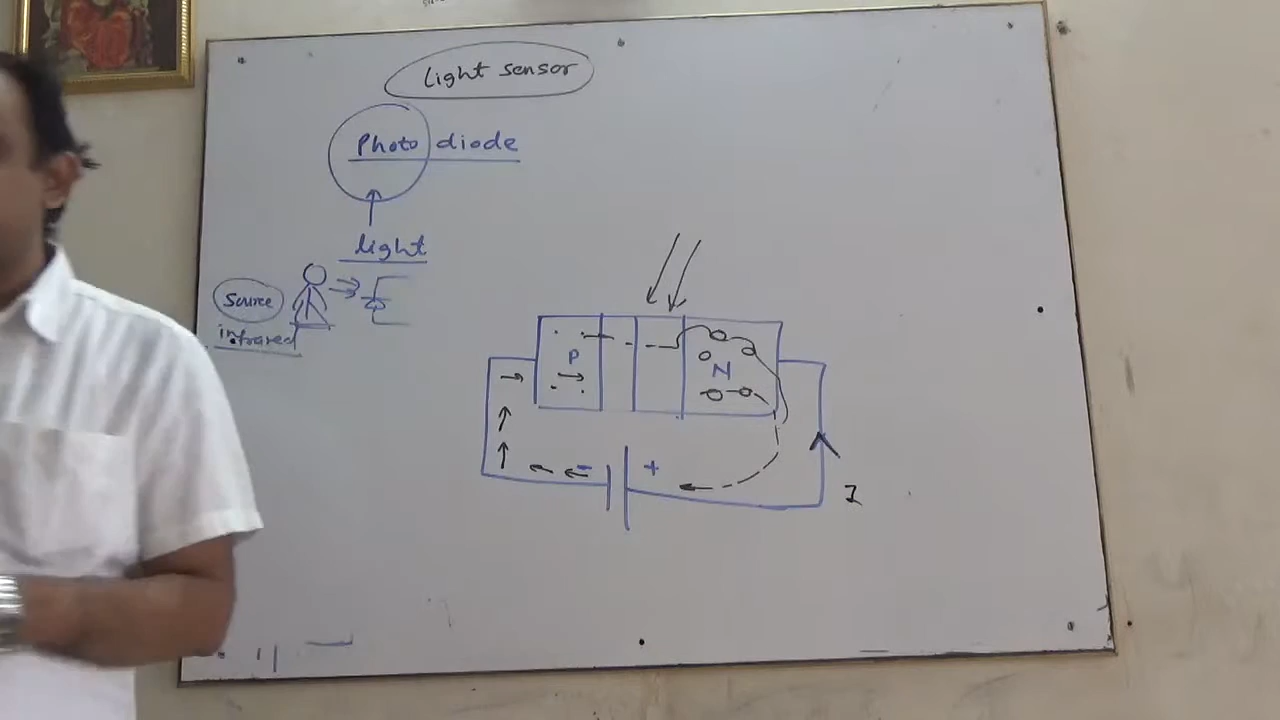 Light sensor
Photo diode
light
Source
infrared
P
N
- +
I